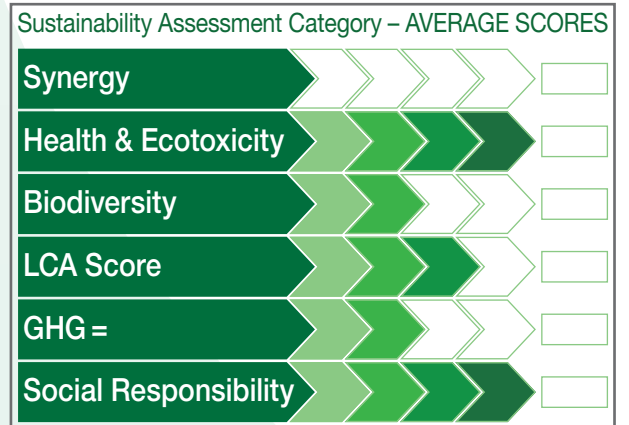 Sustainability Assessment Category – AVERAGE SCORES
Synergy
Health & Ecotoxicity
Biodiversity
LCA Score
GHG =
Social Responsibility